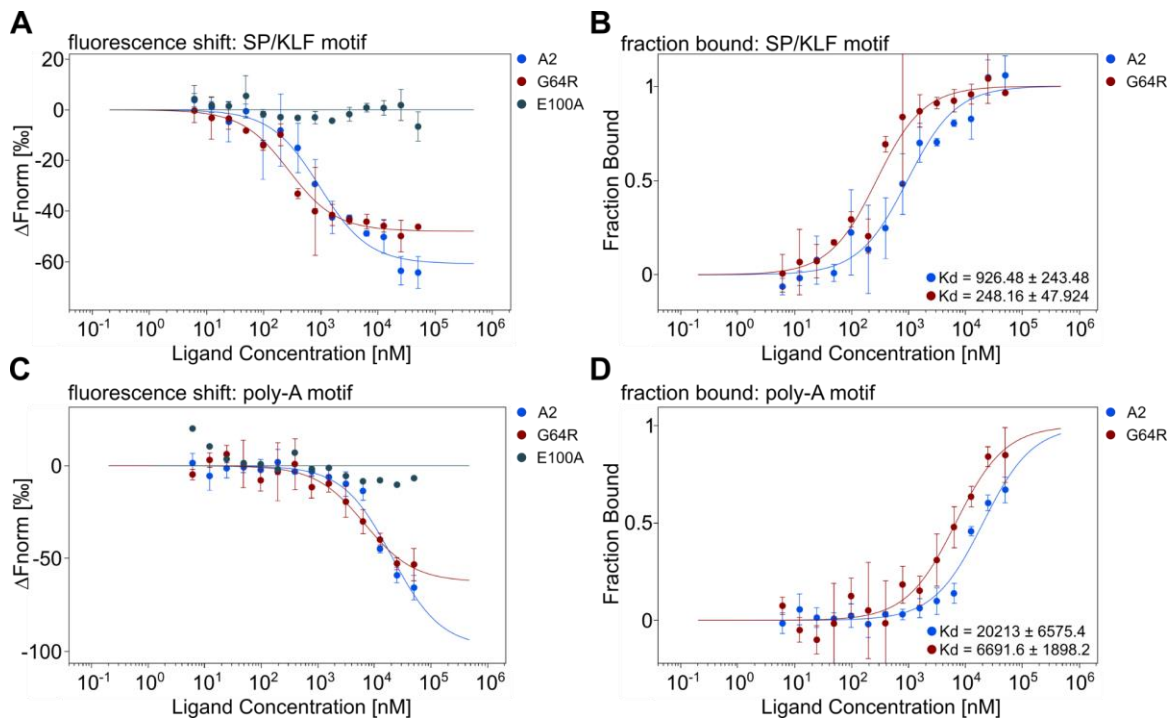 A
fluorescence shift: SP/KLF motif
A2
G64R
E100A
20
0
-20
-40
-60
ΔFnorm [‰]
10-1
100
101
102
103
104
105
106
Ligand Concentration [nM]
B
fraction bound: SP/KLF motif
A2
G64R
1
0.5
0
Fraction Bound
Kd = 926.48 ± 243.48
Kd = 248.16 ± 47.924
10-1
100
101
102
103
104
105
106
Ligand Concentration [nM]
C
fluorescence shift: poly-A motif
A2
G64R
E100A
0
-50
-100
ΔFnorm [‰]
10-1
100
101
102
103
104
105
106
Ligand Concentration [nM]
D
fraction bound: poly-A motif
A2
G64R
1
0.5
0
Fraction Bound
Kd = 20213 ± 6575.4
Kd = 6691.6 ± 1898.2
10-1
100
101
102
103
104
105
106
Ligand Concentration [nM]